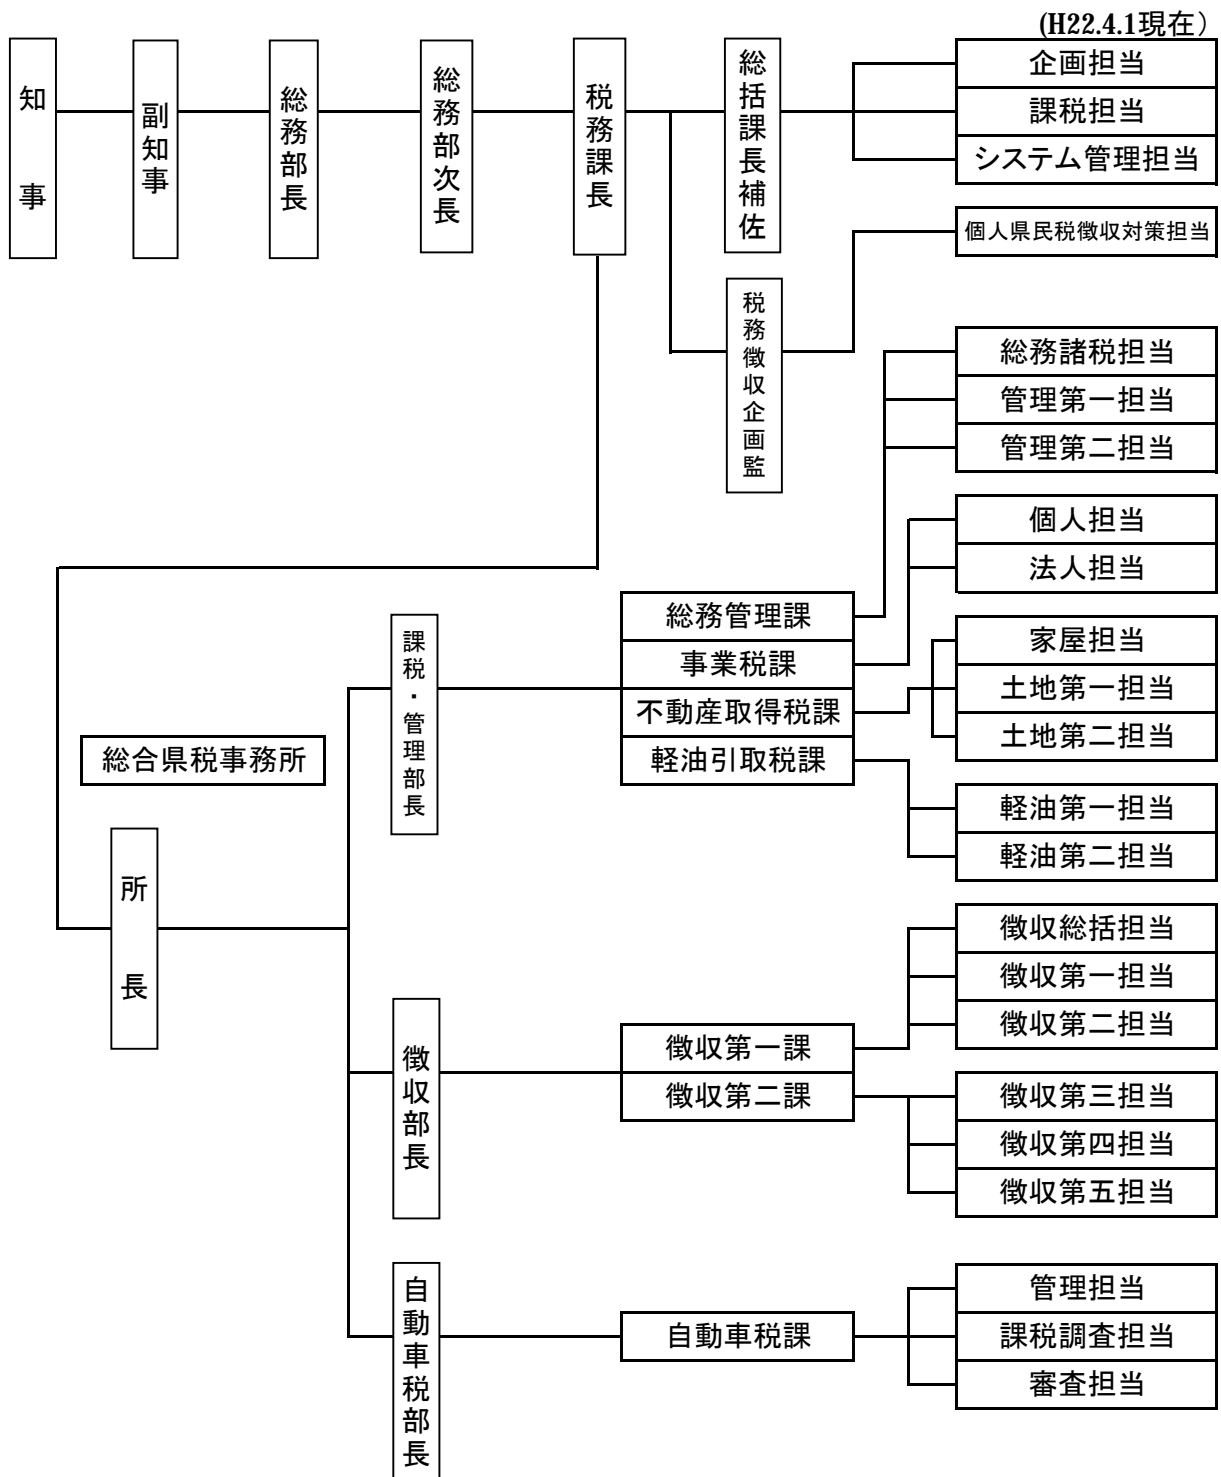 (H22.4.1現在)
知事
副知事
総務部長
総務部次長
税務課長
総括課長補佐
企画担当
課税担当
システム管理担当
個人県民税徴収対策担当
税務徴収企画監
総務諸税担当
管理第一担当
管理第二担当
個人担当
法人担当
総務管理課
事業税課
不動産取得税課
軽油引取税課
課税・管理部長
家屋担当
土地第一担当
土地第二担当
総合県税事務所
軽油第一担当
軽油第二担当
所長
徴収総括担当
徴収第一担当
徴収第二担当
徴収部長
徴収第一課
徴収第二課
徴収第三担当
徴収第四担当
徴収第五担当
自動車税部長
自動車税課
管理担当
課税調査担当
審査担当